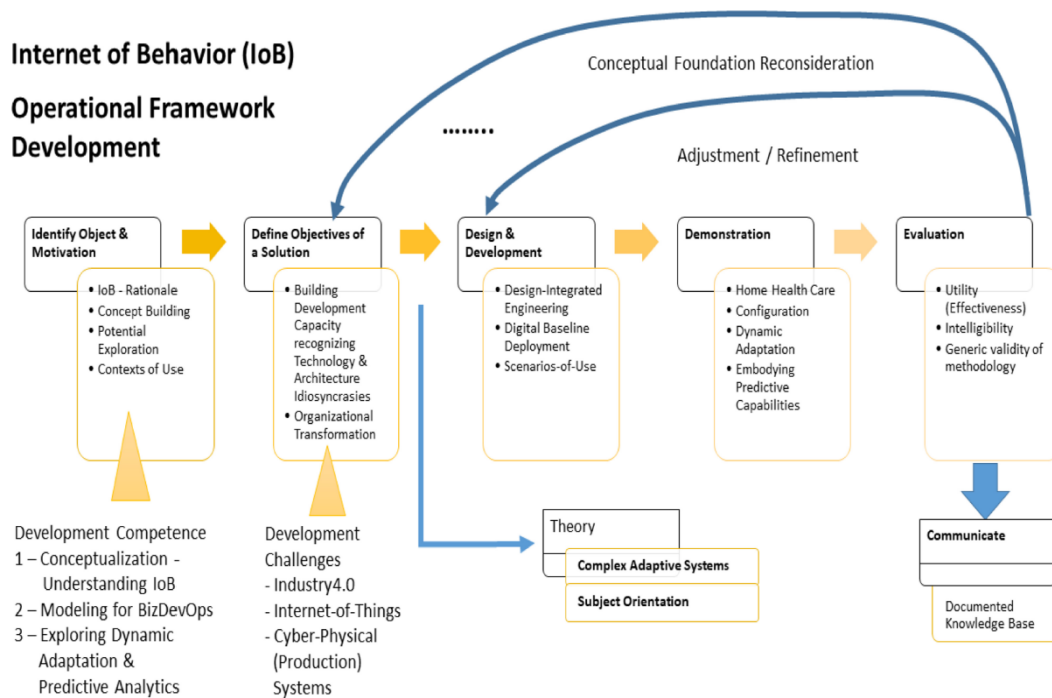 Internet of Behavior (IoB)
Operational Framework
Development
Conceptual Foundation Reconsideration
........
Adjustment / Refinement
Identify Object &
Motivation
• IoB - Rationale
• Concept Building
• Potential
Exploration
• Contexts of Use
Define Objectives of
a Solution
• Building
Development
Capacity
recognizing
Technology &
Architecture
Idiosyncrasies
• Organizational
Transformation
Design &
Development
• Design-Integrated
Engineering
• Digital Baseline
Deployment
• Scenarios-of-Use
Demonstration
• Home Health Care
• Configuration
• Dynamic
Adaptation
• Embodying
Predictive
Capabilities
Evaluation
• Utility
(Effectiveness)
• Intelligibility
• Generic validity of
methodology
Development Competence
1 – Conceptualization -
Understanding IoB
2 – Modeling for BizDevOps
3 – Exploring Dynamic
Adaptation &
Predictive Analytics
Development
Challenges
- Industry4.0
- Internet-of-Things
- Cyber-Physical
(Production)
Systems
Theory
Complex Adaptive Systems
Subject Orientation
Communicate
Documented
Knowledge Base